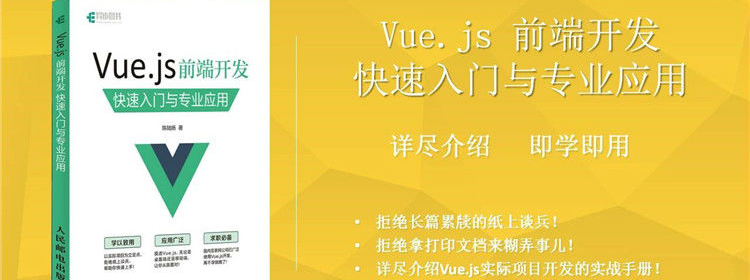 异步图书
Vue.js 前端开发
快速入门与专业应用
陈陆扬 著
学以致用
应用广泛
求职必备
Vue.js 前端开发 快速入门与专业应用
人民邮电出版
Vue.js 前端开发
快速入门与专业应用
详尽介绍 即学即用
• 拒绝长篇累牍的纸上谈兵！
• 拒绝拿打印文档来糊弄事儿！
• 详尽介绍Vue.js实际项目开发的实战手册！